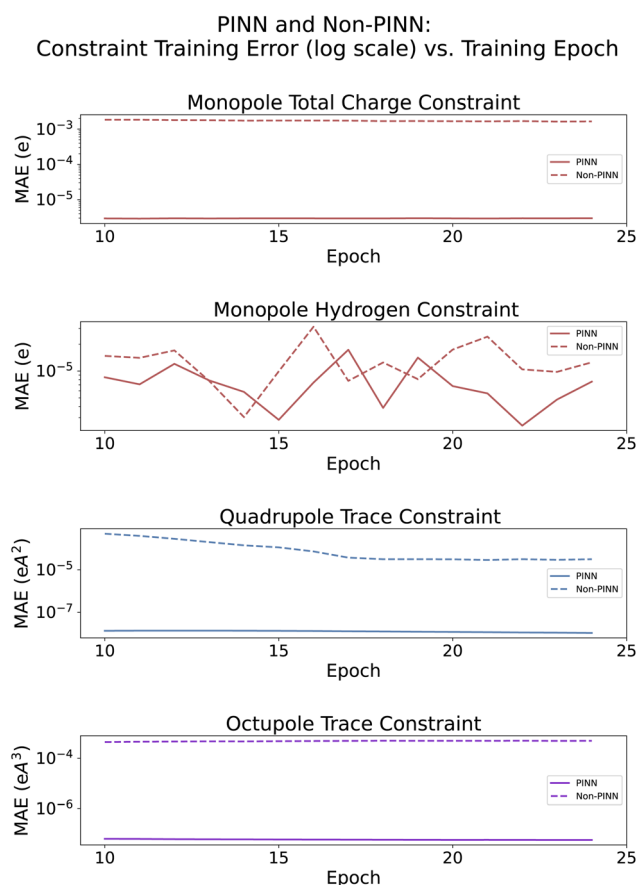 PINN and Non-PINN:
Constraint Training Error (log scale) vs. Training Epoch
Monopole Total Charge Constraint
MAE (e)
10⁻³
10⁻⁴
10⁻⁵
PINN
Non-PINN
10 15 20 25
Epoch
Monopole Hydrogen Constraint
MAE (e)
10⁻⁵
PINN
Non-PINN
10 15 20 25
Epoch
Quadrupole Trace Constraint
MAE (eA²)
10⁻⁵
10⁻⁷
PINN
Non-PINN
10 15 20 25
Epoch
Octupole Trace Constraint
MAE (eA³)
10⁻⁴
10⁻⁶
PINN
Non-PINN
10 15 20 25
Epoch